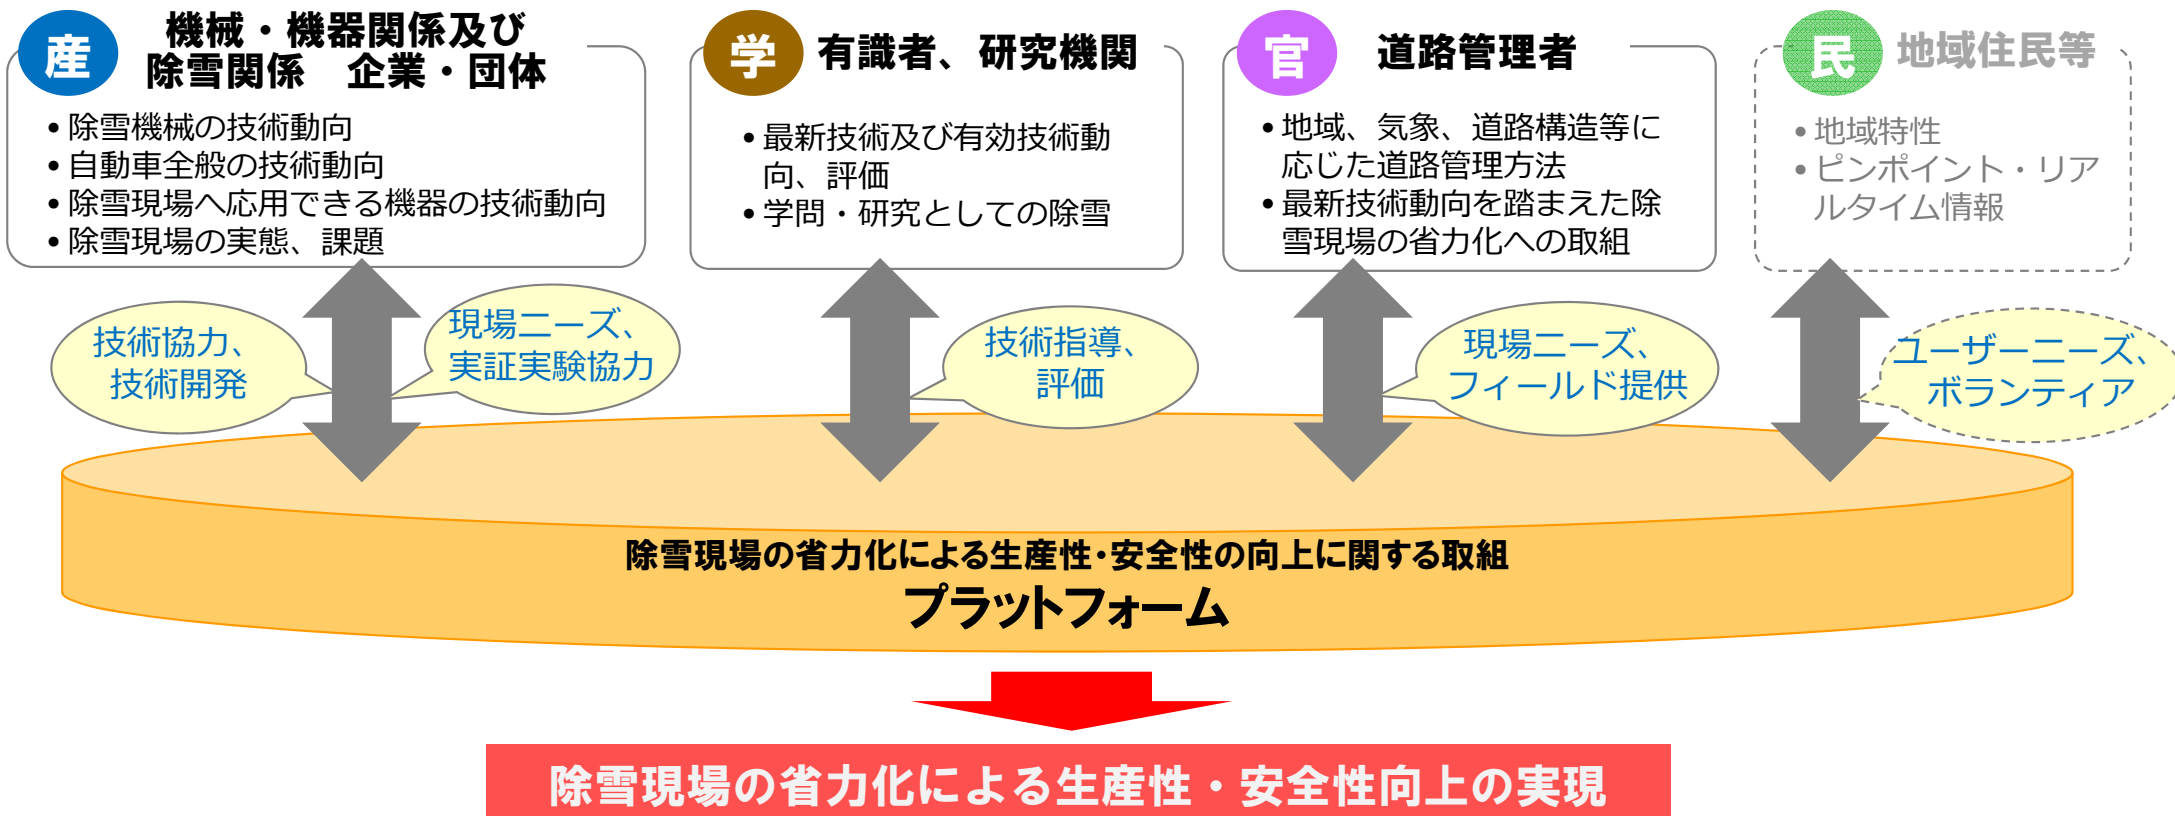 産
機械・機器関係及び
除雪関係　企業・団体
•除雪機械の技術動向
•自動車全般の技術動向
•除雪現場へ応用できる機器の技術動向
•除雪現場の実態、課題
学
有識者、研究機関
•最新技術及び有効技術動
向、評価
•学問・研究としての除雪
官
道路管理者
•地域、気象、道路構造等に
応じた道路管理方法
•最新技術動向を踏まえた除
雪現場の省力化への取組
民
地域住民等
•地域特性
•ピンポイント・リア
ルタイム情報
技術協力、
技術開発
現場ニーズ、
実証実験協力
技術指導、
評価
現場ニーズ、
フィールド提供
ユーザーニーズ、
ボランティア
除雪現場の省力化による生産性・安全性の向上に関する取組
プラットフォーム
除雪現場の省力化による生産性・安全性向上の実現